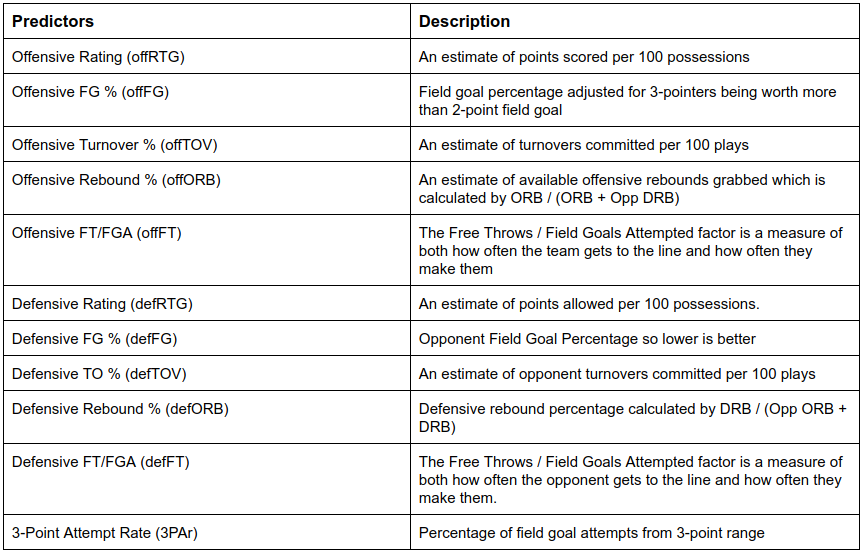 Predictors
Description
Offensive Rating (offRTG)
An estimate of points scored per 100 possessions
Offensive FG % (offFG)
Field goal percentage adjusted for 3-pointers being worth more
than 2-point field goal
Offensive Turnover % (offTOV)
An estimate of turnovers committed per 100 plays
Offensive Rebound % (offORB)
An estimate of available offensive rebounds grabbed which is
calculated by ORB / (ORB + Opp DRB)
Offensive FT/FGA (offFT)
The Free Throws / Field Goals Attempted factor is a measure of
both how often the team gets to the line and how often they
make them
Defensive Rating (defRTG)
An estimate of points allowed per 100 possessions.
Defensive FG % (defFG)
Opponent Field Goal Percentage so lower is better
Defensive TO % (defTOV)
An estimate of opponent turnovers committed per 100 plays
Defensive Rebound % (defORB)
Defensive rebound percentage calculated by DRB / (Opp ORB +
DRB)
Defensive FT/FGA (defFT)
The Free Throws / Field Goals Attempted factor is a measure of
both how often the opponent gets to the line and how often they
make them.
3-Point Attempt Rate (3PAr)
Percentage of field goal attempts from 3-point range